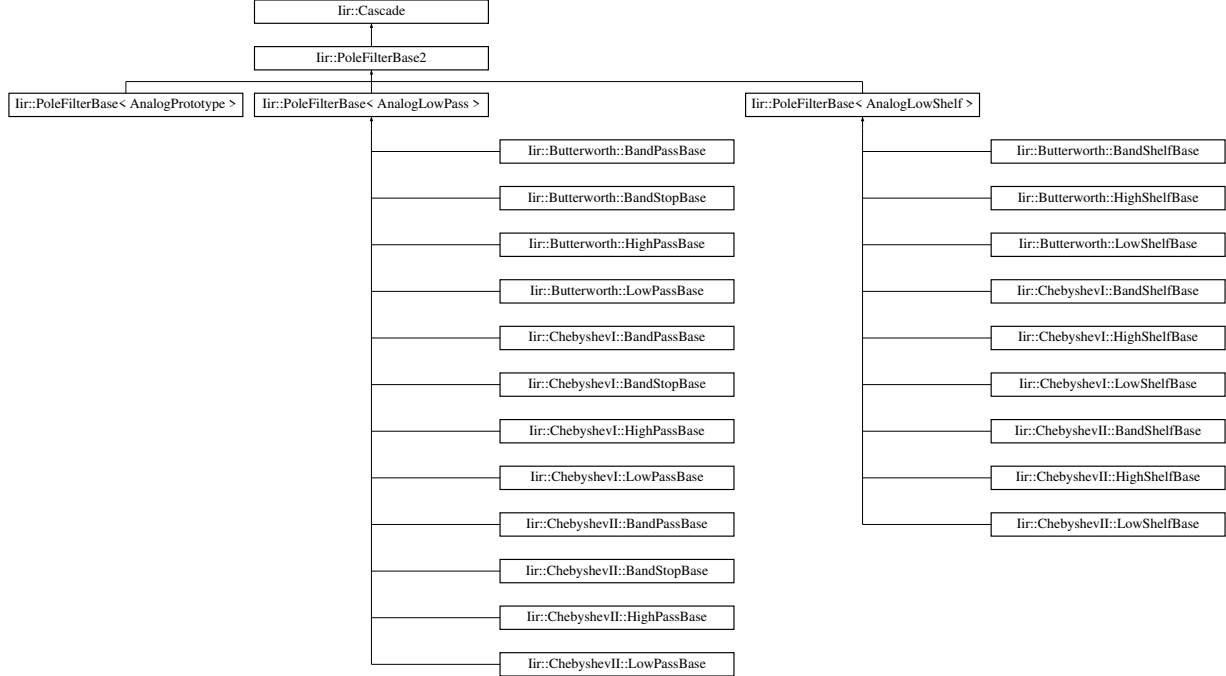 Iir::Cascade
Iir::PoleFilterBase2
Iir::PoleFilterBase< AnalogPrototype >
Iir::PoleFilterBase< AnalogLowPass >
Iir::PoleFilterBase< AnalogLowShelf >
Iir::Butterworth::BandPassBase
Iir::Butterworth::BandStopBase
Iir::Butterworth::HighPassBase
Iir::Butterworth::LowPassBase
Iir::ChebyshevI::BandPassBase
Iir::ChebyshevI::BandStopBase
Iir::ChebyshevI::HighPassBase
Iir::ChebyshevI::LowPassBase
Iir::ChebyshevII::BandPassBase
Iir::ChebyshevII::BandStopBase
Iir::ChebyshevII::HighPassBase
Iir::ChebyshevII::LowPassBase
Iir::Butterworth::BandShelfBase
Iir::Butterworth::HighShelfBase
Iir::Butterworth::LowShelfBase
Iir::ChebyshevI::BandShelfBase
Iir::ChebyshevI::HighShelfBase
Iir::ChebyshevI::LowShelfBase
Iir::ChebyshevII::BandShelfBase
Iir::ChebyshevII::HighShelfBase
Iir::ChebyshevII::LowShelfBase